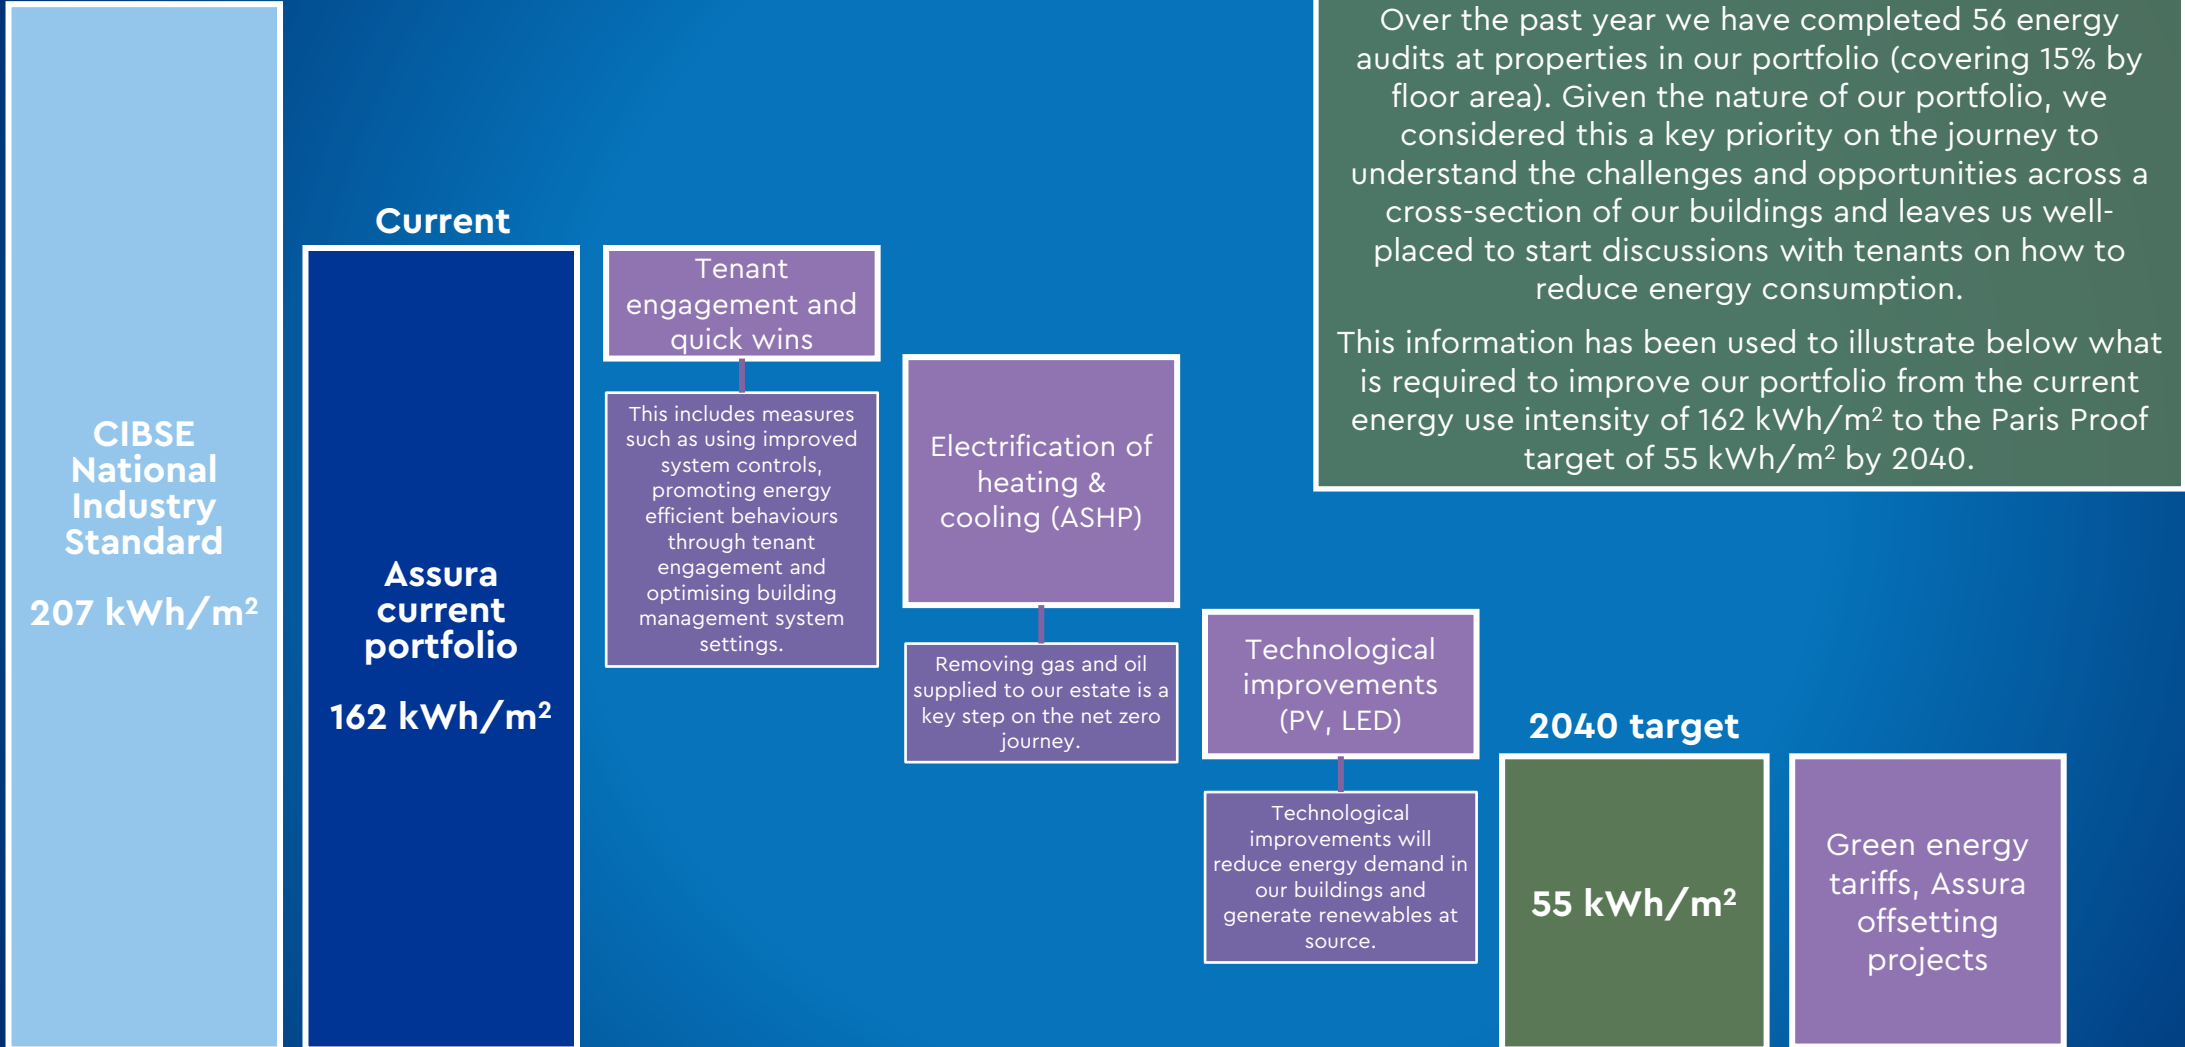 CIBSE
National
Industry
Standard
207 kWh/m²
Current
Assura
current
portfolio
162 kWh/m²
Tenant
engagement and
quick wins
This includes measures
such as using improved
system controls,
promoting energy
efficient behaviours
through tenant
engagement and
optimising building
management system
settings.
Electrification of
heating &
cooling (ASHP)
Removing gas and oil
supplied to our estate is a
key step on the net zero
journey.
Technological
improvements
(PV, LED)
Technological
improvements will
reduce energy demand in
our buildings and
generate renewables at
source.
2040 target
55 kWh/m²
Green energy
tariffs, Assura
offsetting
projects
Over the past year we have completed 56 energy
audits at properties in our portfolio (covering 15% by
floor area). Given the nature of our portfolio, we
considered this a key priority on the journey to
understand the challenges and opportunities across a
cross-section of our buildings and leaves us well-
placed to start discussions with tenants on how to
reduce energy consumption.
This information has been used to illustrate below what
is required to improve our portfolio from the current
energy use intensity of 162 kWh/m² to the Paris Proof
target of 55 kWh/m² by 2040.